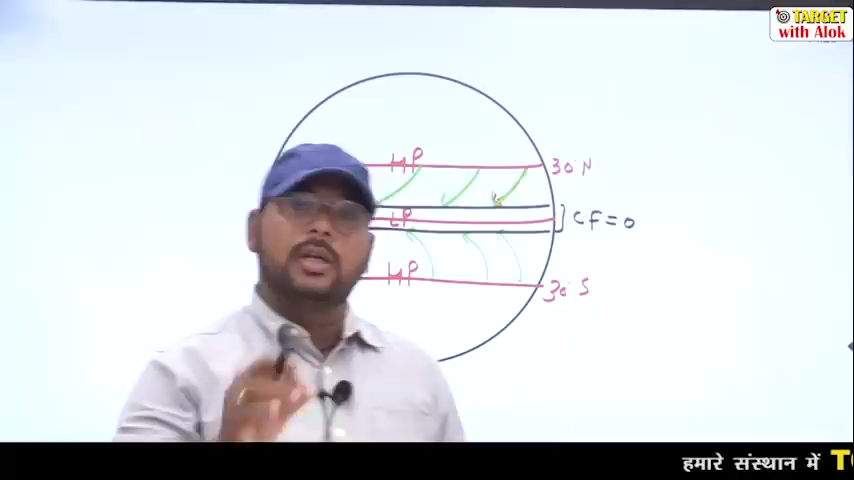 TARGET
with Alok
HP
30 N
LP
CF = 0
HP
30 S
हमारे संस्थान में